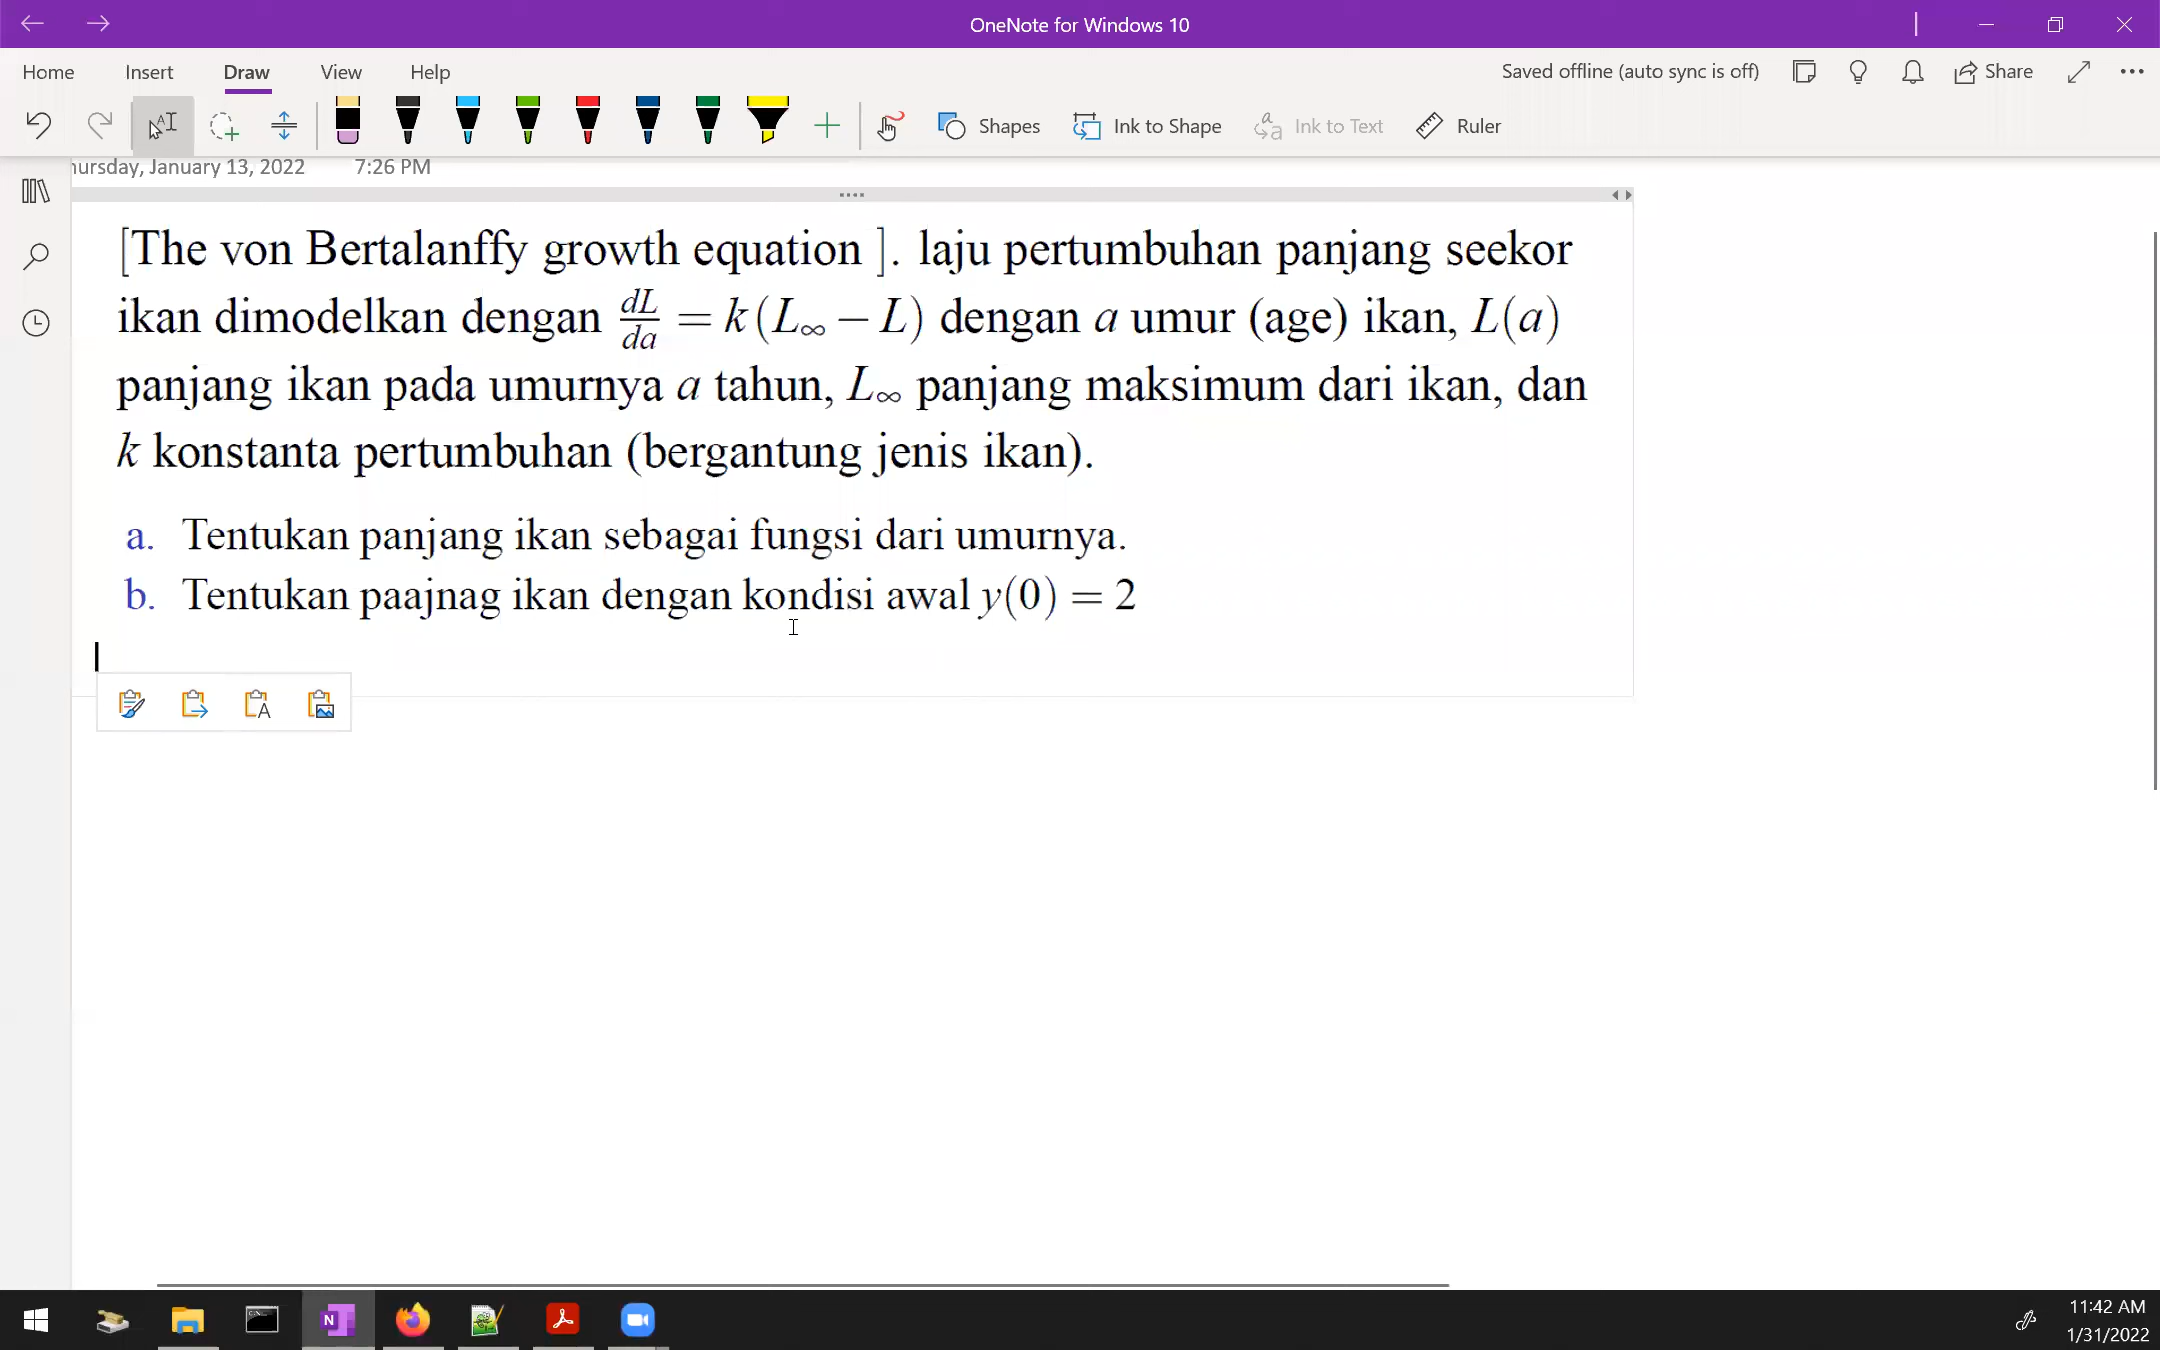 OneNote for Windows 10
Home Insert Draw View Help
Saved offline (auto sync is off) Share
Shapes Ink to Shape Ink to Text Ruler
hursday, January 13, 2022 7:26 PM
[The von Bertalanffy growth equation ]. laju pertumbuhan panjang seekor
ikan dimodelkan dengan dL/da = k(L∞ − L) dengan a umur (age) ikan, L(a)
panjang ikan pada umurnya a tahun, L∞ panjang maksimum dari ikan, dan
k konstanta pertumbuhan (bergantung jenis ikan).
a. Tentukan panjang ikan sebagai fungsi dari umurnya.
b. Tentukan paajnag ikan dengan kondisi awal y(0) = 2
11:42 AM
1/31/2022